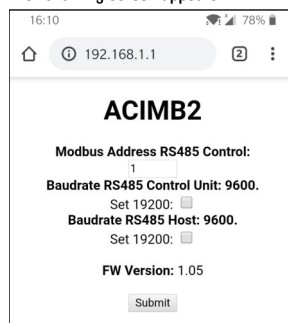 16:10 78%
192.168.1.1 2
ACIMB2
Modbus Address RS485 Control:
1
Baudrate RS485 Control Unit: 9600.
Set 19200:
Baudrate RS485 Host: 9600.
Set 19200:
FW Version: 1.05
Submit